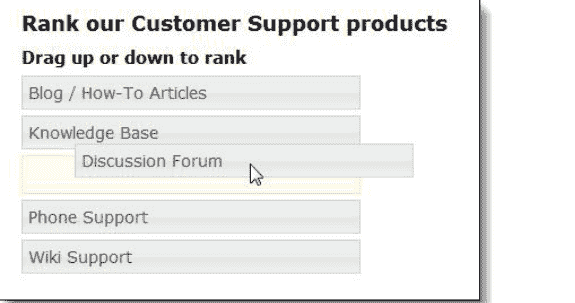 Rank our Customer Support products
Drag up or down to rank
Blog / How-To Articles
Knowledge Base
Discussion Forum
Phone Support
Wiki Support